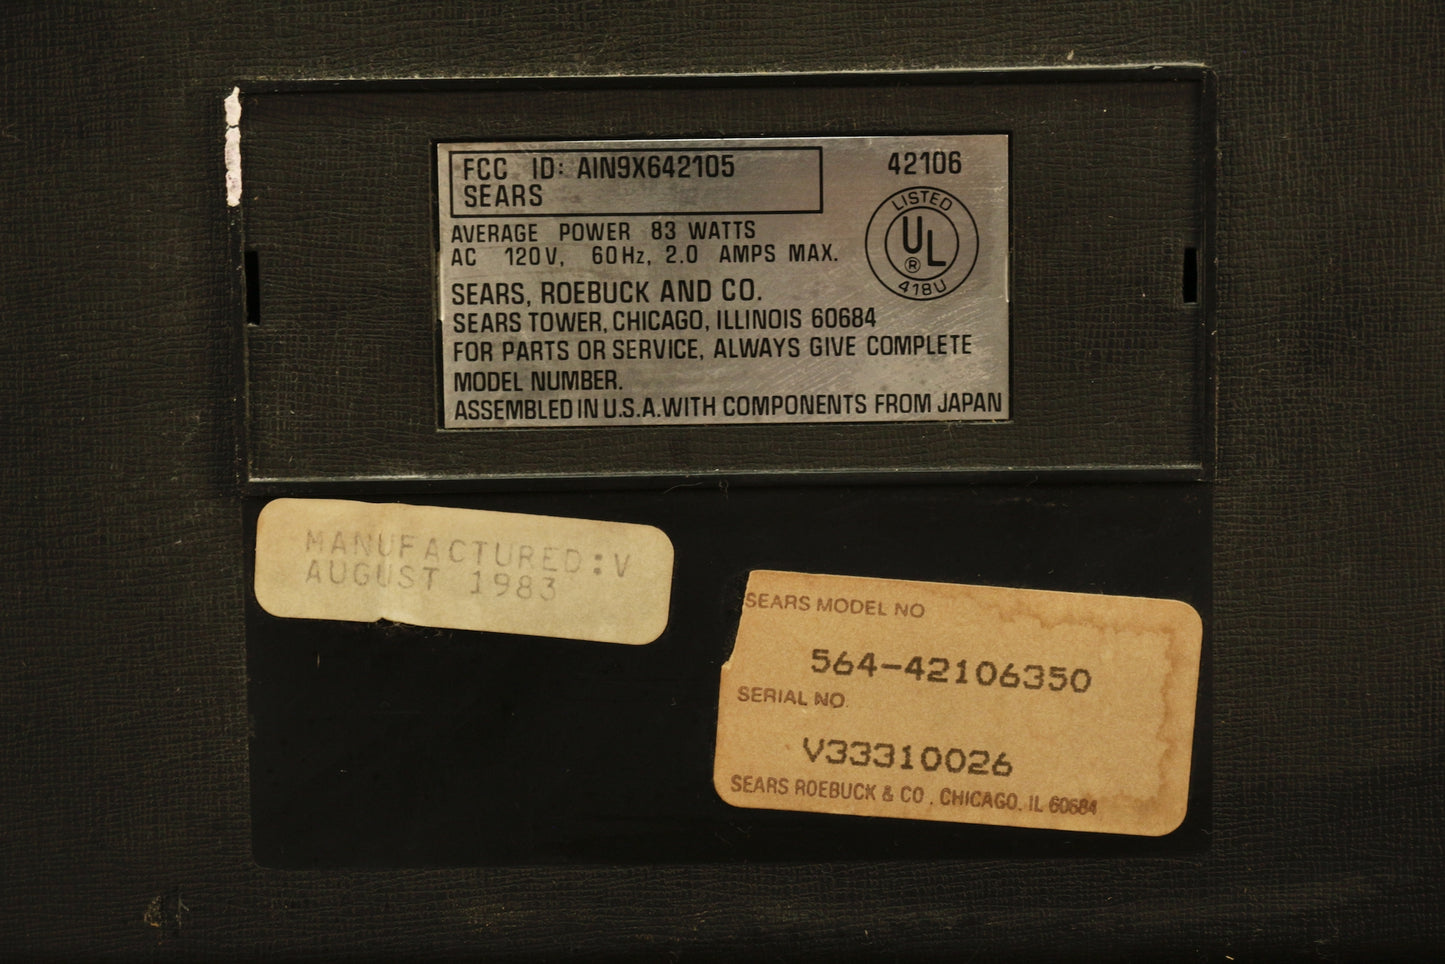 FCC ID: AIN9X642105
SEARS
42106
LISTED
UL
®
418U
AVERAGE POWER 83 WATTS
AC 120V, 60Hz, 2.0 AMPS MAX.
SEARS, ROEBUCK AND CO.
SEARS TOWER, CHICAGO, ILLINOIS 60684
FOR PARTS OR SERVICE, ALWAYS GIVE COMPLETE
MODEL NUMBER.
ASSEMBLED IN U.S.A. WITH COMPONENTS FROM JAPAN
MANUFACTURED:V
AUGUST 1983
SEARS MODEL NO
564-42106350
SERIAL NO.
V33310026
SEARS ROEBUCK & CO., CHICAGO, IL 60684